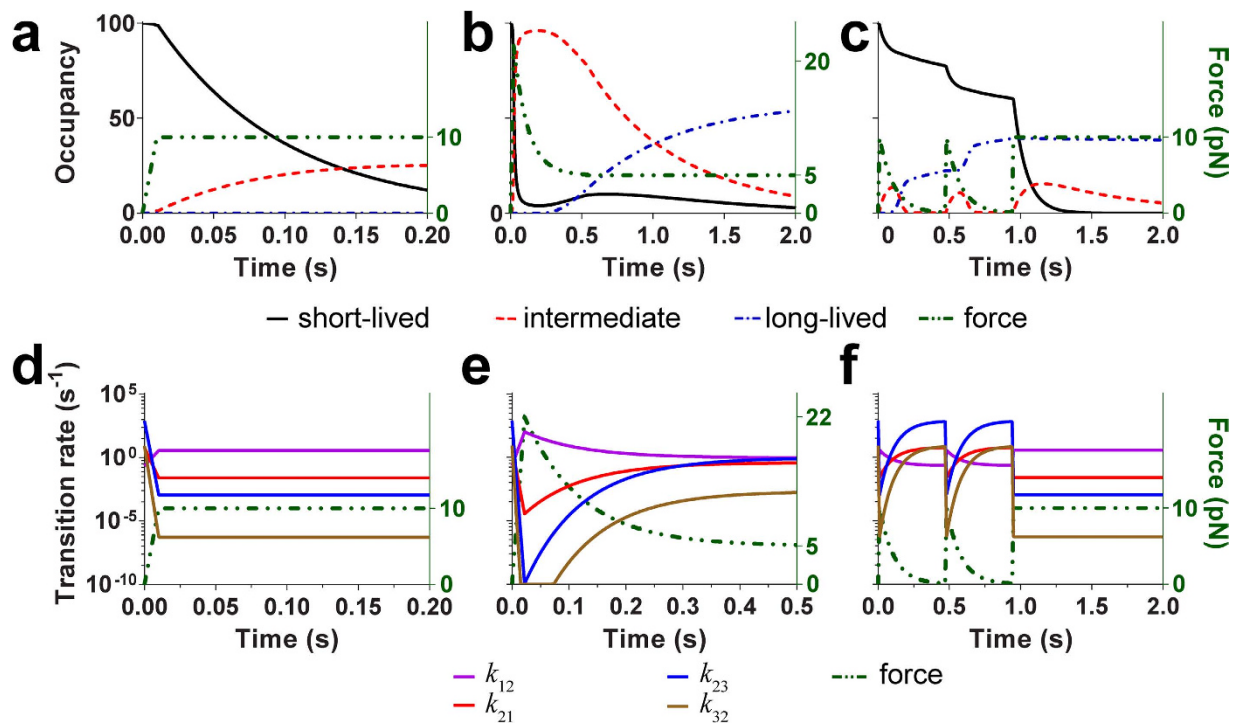 a b c
100
50
0
Occupancy
10
0
20
5
0
10
0
Force (pN)
0.00 0.05 0.10 0.15 0.20
0.0 0.5 1.0 1.5 2.0
0 0.5 1.0 1.5 2.0
Time (s) Time (s) Time (s)
short-lived intermediate long-lived force
d e f
Transition rate (s⁻¹)
10⁵
10⁰
10⁻⁵
10⁻¹⁰
10
0
22
5
0
10
0
Force (pN)
0.00 0.05 0.10 0.15 0.20
0.0 0.1 0.2 0.3 0.4 0.5
0.0 0.5 1.0 1.5 2.0
Time (s) Time (s) Time (s)
k₁₂ k₂₃ force
k₂₁ k₃₂